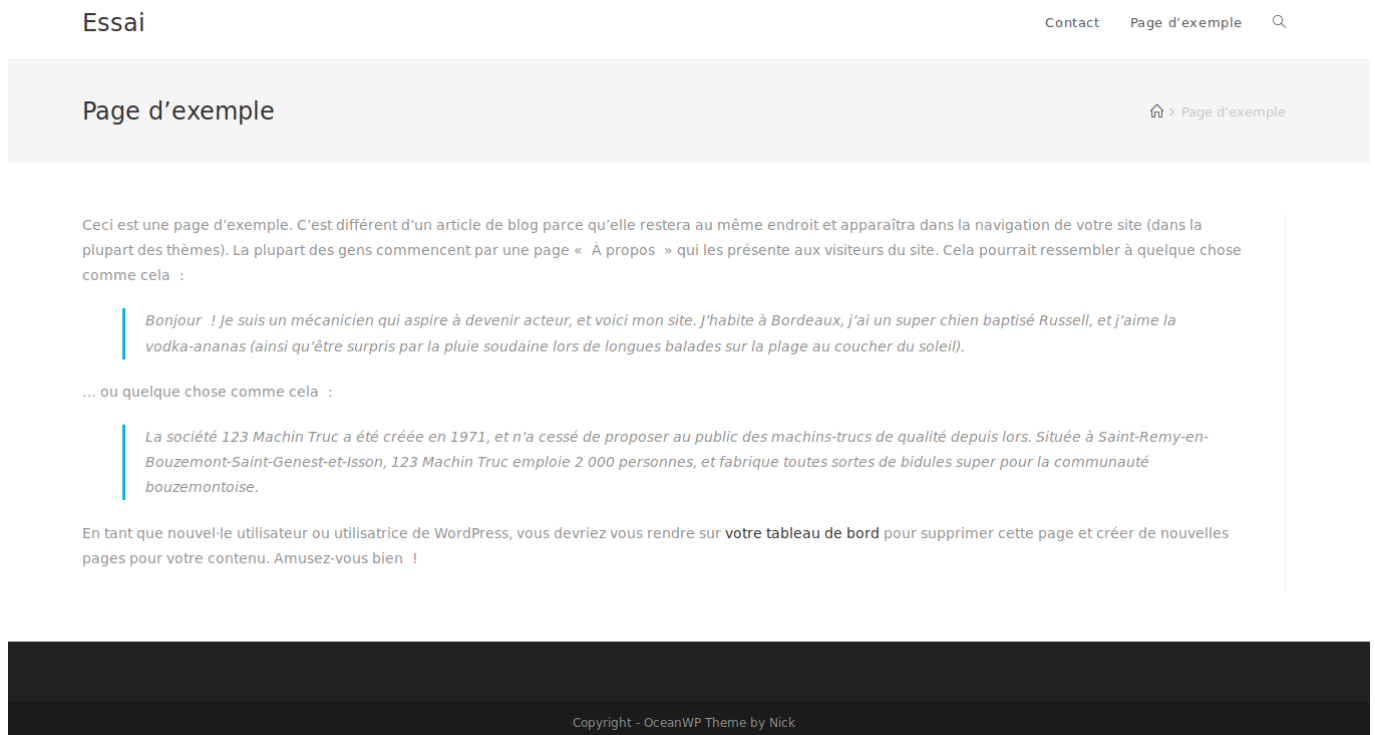 Essai
Contact
Page d’exemple
Page d’exemple
Page d’exemple
Ceci est une page d’exemple. C’est différent d’un article de blog parce qu’elle restera au même endroit et apparaîtra dans la navigation de votre site (dans la
plupart des thèmes). La plupart des gens commencent par une page « À propos » qui les présente aux visiteurs du site. Cela pourrait ressembler à quelque chose
comme cela :
Bonjour ! Je suis un mécanicien qui aspire à devenir acteur, et voici mon site. J’habite à Bordeaux, j’ai un super chien baptisé Russell, et j’aime la
vodka-ananas (ainsi qu’être surpris par la pluie soudaine lors de longues balades sur la plage au coucher du soleil).
… ou quelque chose comme cela :
La société 123 Machin Truc a été créée en 1971, et n’a cessé de proposer au public des machins-trucs de qualité depuis lors. Située à Saint-Remy-en-
Bouzemont-Saint-Genest-et-Isson, 123 Machin Truc emploie 2 000 personnes, et fabrique toutes sortes de bidules super pour la communauté
bouzemontoise.
En tant que nouvel·le utilisateur ou utilisatrice de WordPress, vous devriez vous rendre sur votre tableau de bord pour supprimer cette page et créer de nouvelles
pages pour votre contenu. Amusez-vous bien !
Copyright - OceanWP Theme by Nick